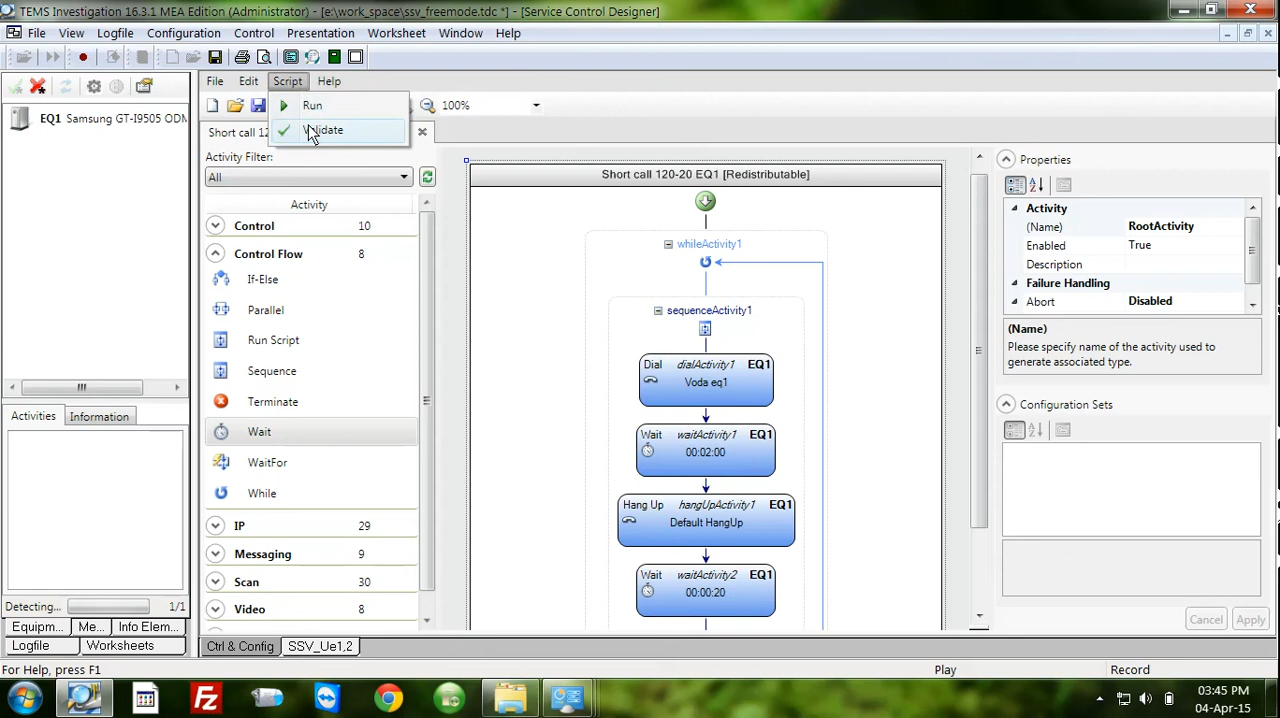 TEMS Investigation 16.3.1 MEA Edition (Administrator) - [e:\work_space\ssv_freemode.tdc *] - [Service Control Designer]
File View Logfile Configuration Control Presentation Worksheet Window Help
File Edit Script Help
Run
100%
EQ1 Samsung GT-I9505 ODM
Short call 12
Validate
Activity Filter:
All
Activity
Control 10
Control Flow 8
If-Else
Parallel
Run Script
Sequence
Terminate
Wait
WaitFor
While
IP 29
Messaging 9
Scan 30
Video 8
Short call 120-20 EQ1 [Redistributable]
whileActivity1
sequenceActivity1
Dial dialActivity1 EQ1
Voda eq1
Wait waitActivity1 EQ1
00:02:00
Hang Up hangUpActivity1 EQ1
Default HangUp
Wait waitActivity2 EQ1
00:00:20
Properties
Activity
(Name) RootActivity
Enabled True
Description
Failure Handling
Abort Disabled
(Name)
Please specify name of the activity used to
generate associated type.
Configuration Sets
Cancel Apply
Activities Information
Detecting... 1/1
Equipm... Me... Info Elem...
Logfile Worksheets
Ctrl & Config SSV_Ue1,2
For Help, press F1 Play Record
03:45 PM
04-Apr-15